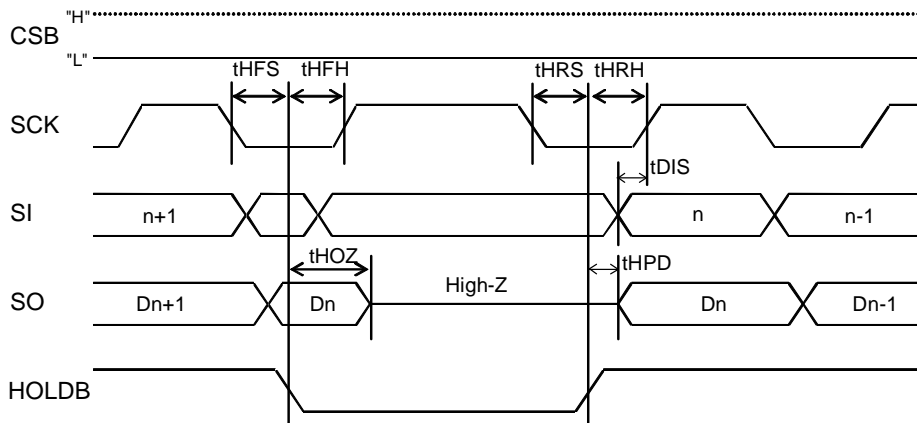 "H"
CSB
"L"
tHFS tHFH tHRS tHRH
SCK
tDIS
SI n+1 n n-1
tHOZ tHPD
High-Z
SO Dn+1 Dn Dn Dn-1
HOLDB